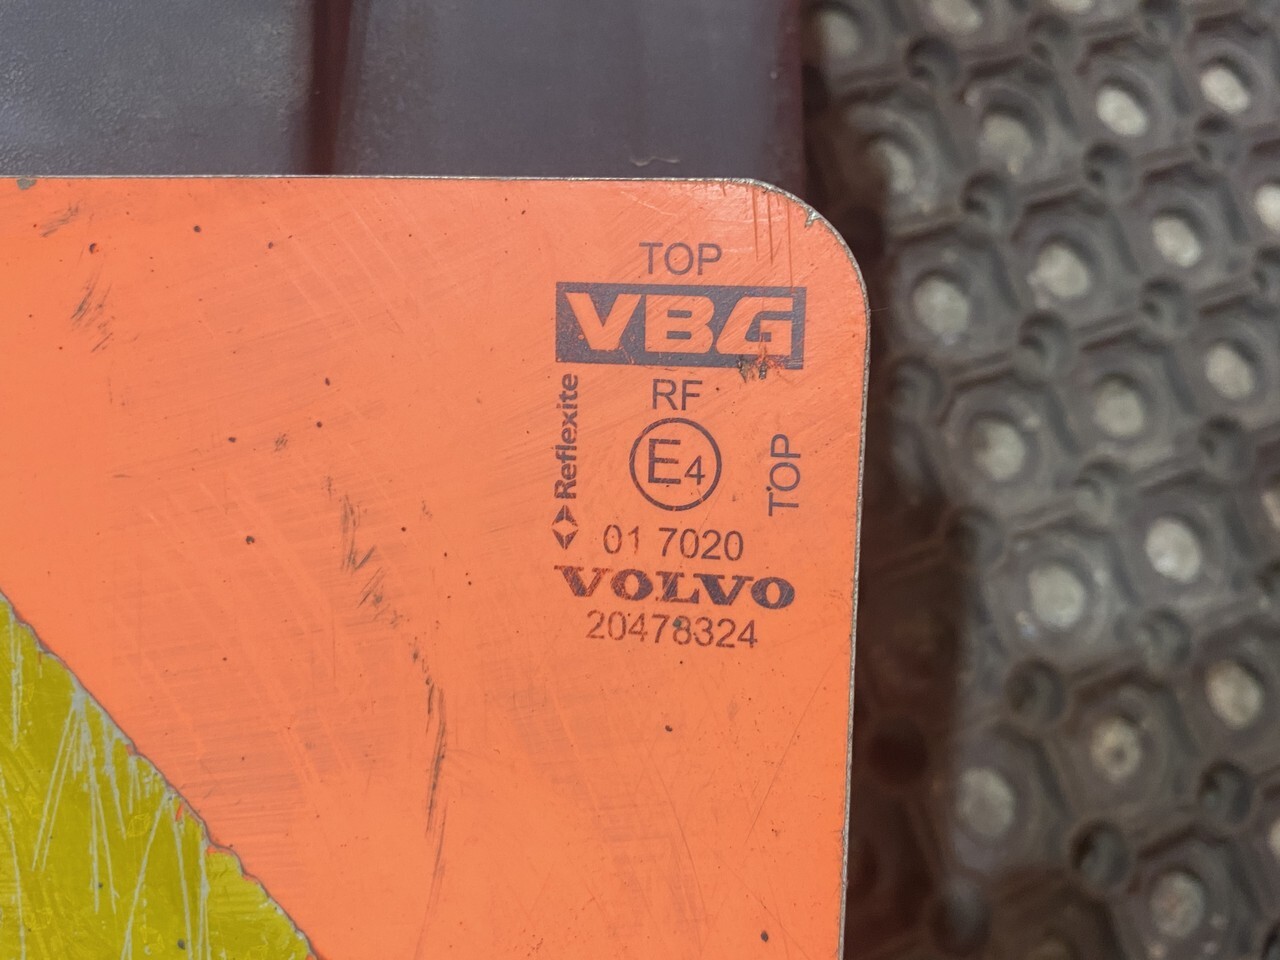 TOP
VBG
RF
Reflexite
E4
TOP
01 7020
VOLVO
20478324